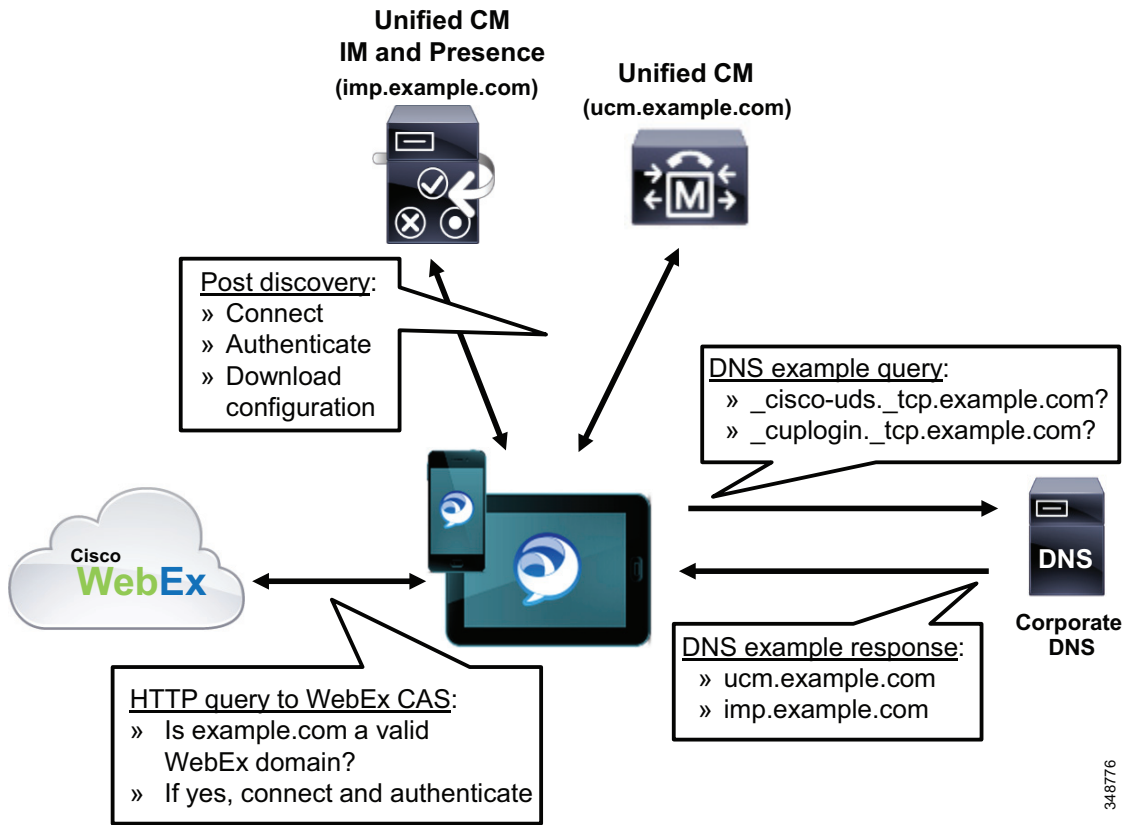 Unified CM
IM and Presence
(imp.example.com)
Unified CM
(ucm.example.com)
M
Post discovery:
» Connect
» Authenticate
» Download
configuration
DNS example query:
» _cisco-uds._tcp.example.com?
» _cuplogin._tcp.example.com?
Cisco
WebEx
DNS
Corporate
DNS
DNS example response:
» ucm.example.com
» imp.example.com
HTTP query to WebEx CAS:
» Is example.com a valid
WebEx domain?
» If yes, connect and authenticate
348776